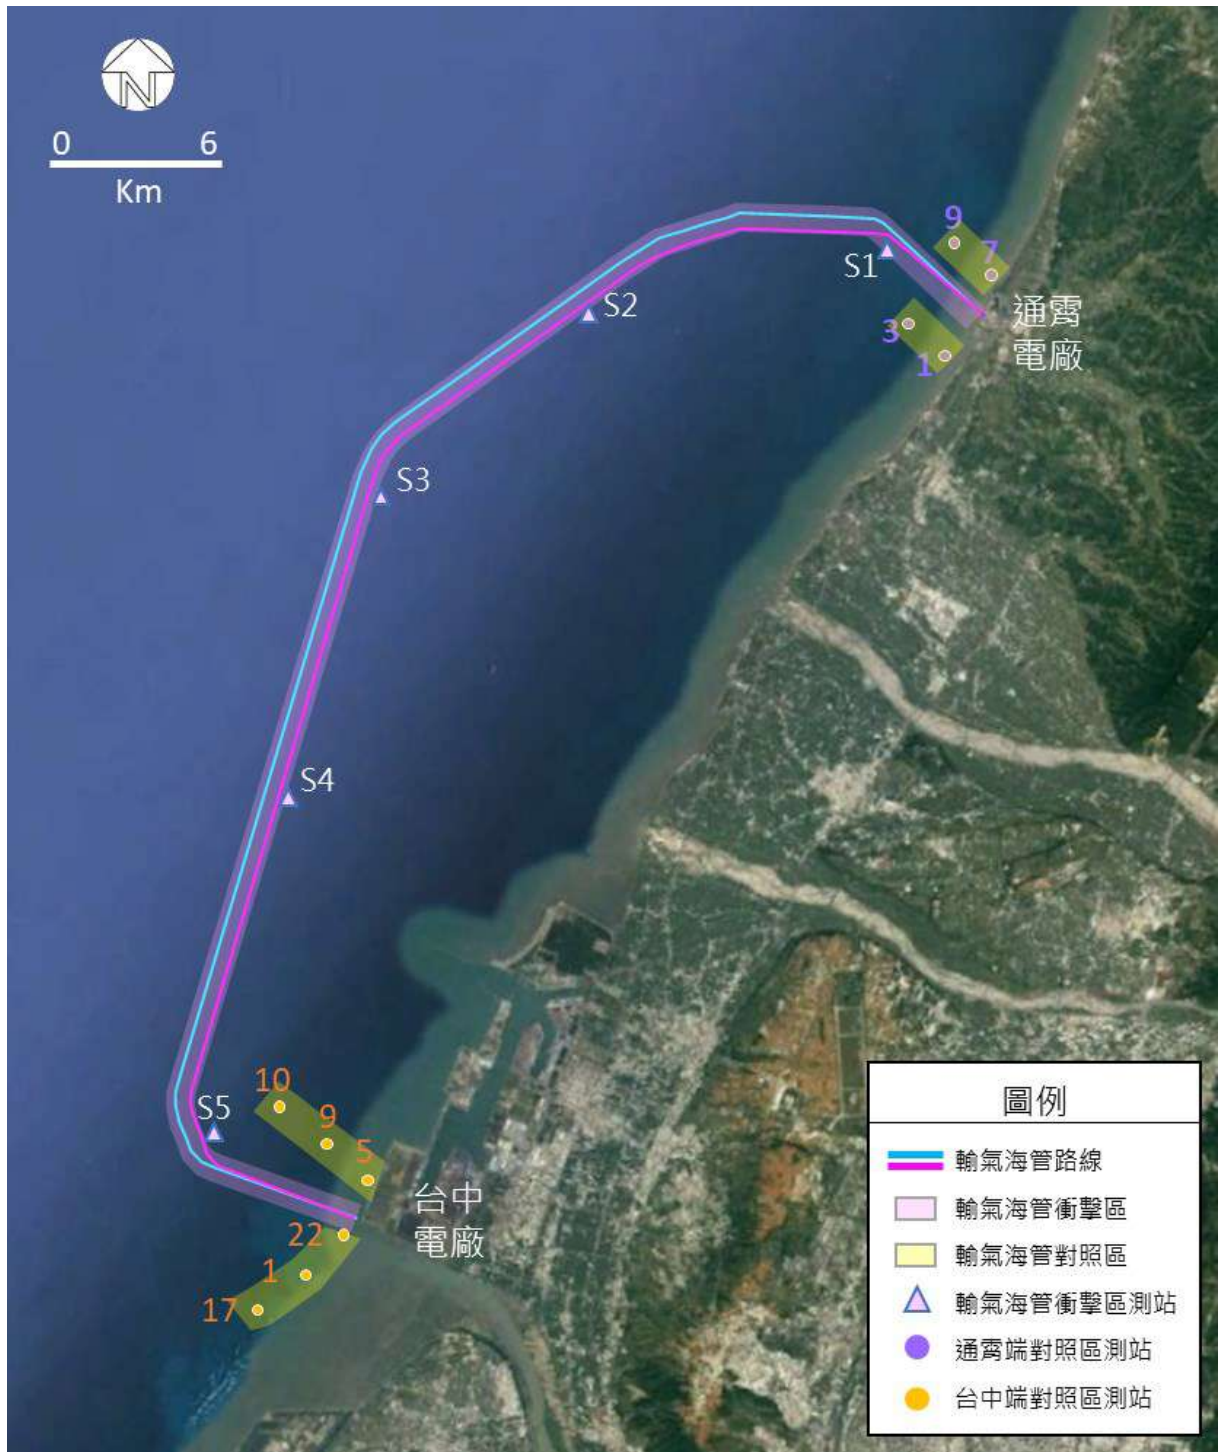 N
0 6
Km
9
7
S1
3
1
通霄
電廠
S2
S3
S4
10
9
5
S5
台中
電廠
22
1
17
圖例
輸氣海管路線
輸氣海管衝擊區
輸氣海管對照區
輸氣海管衝擊區測站
通霄端對照區測站
台中端對照區測站